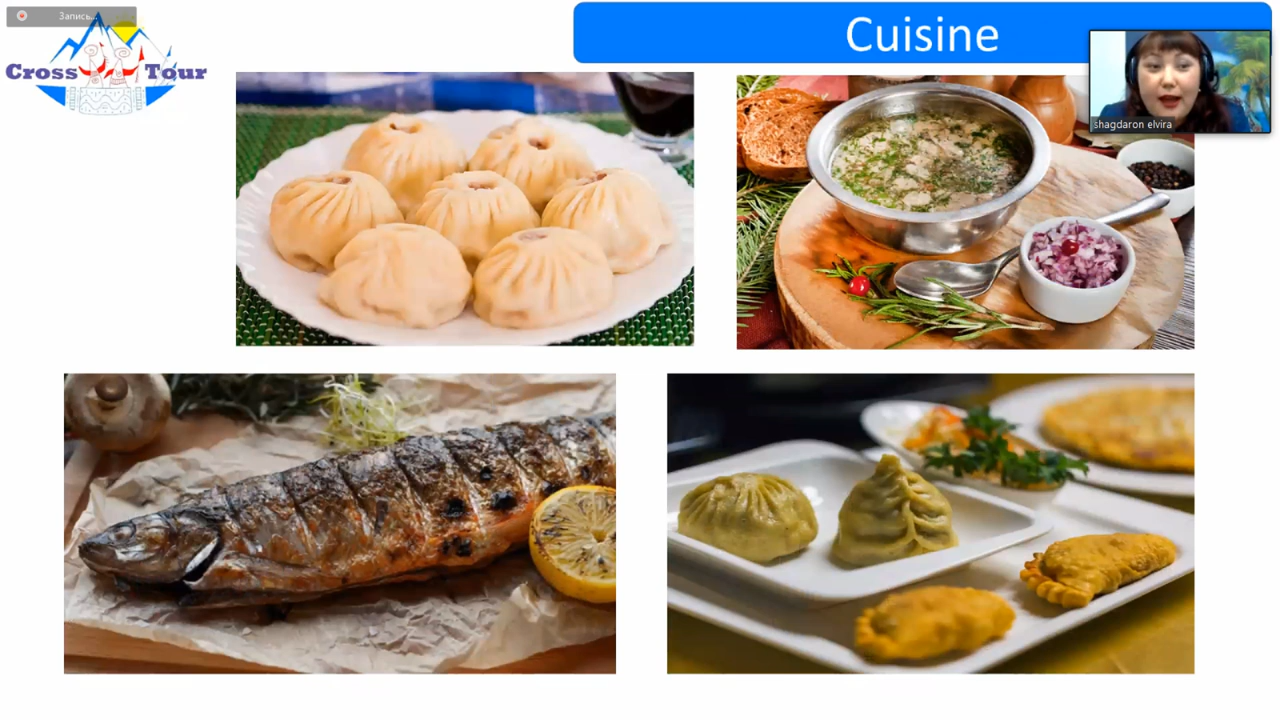 Запись...
Cuisine
Cross Tour
shagdaron elvira